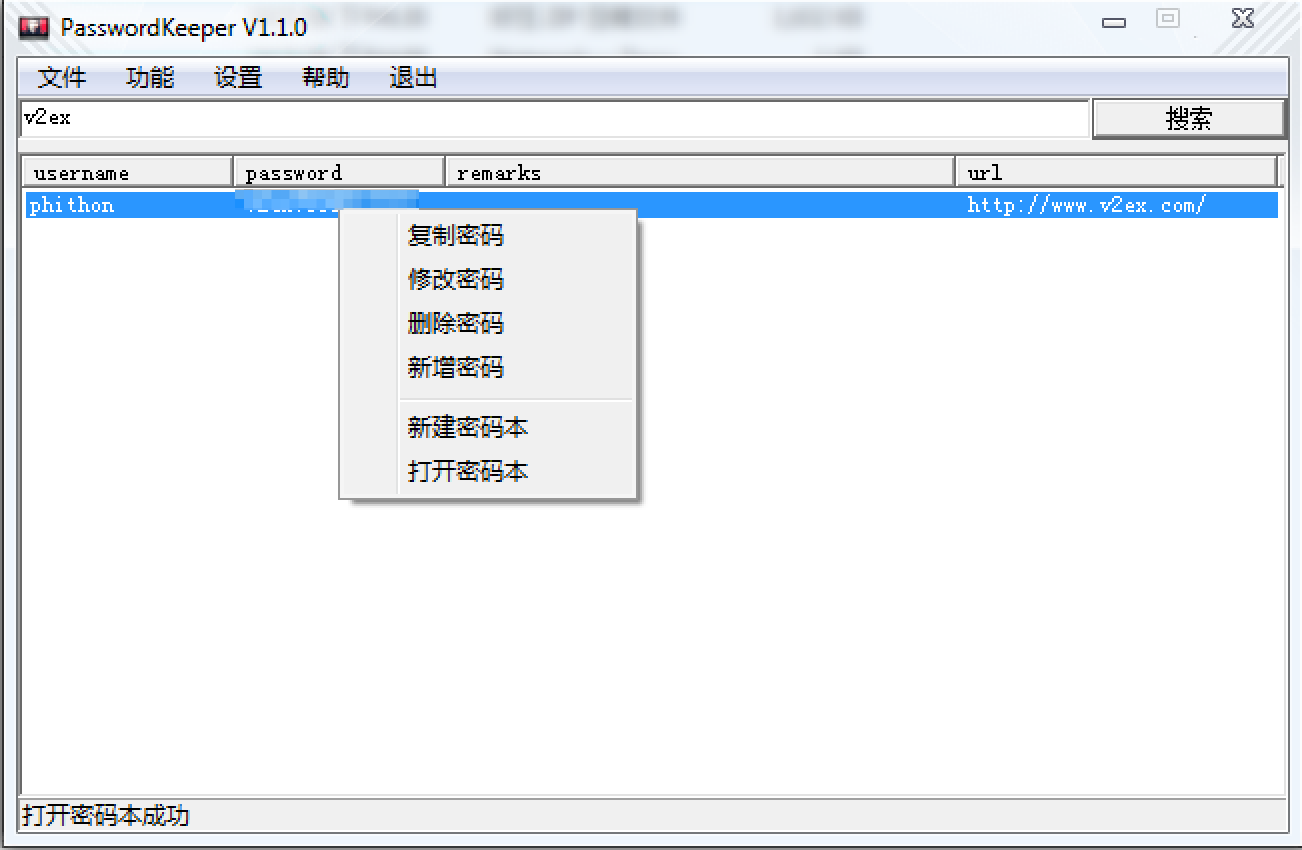 PasswordKeeper V1.1.0
文件 功能 设置 帮助 退出
v2ex 搜索
username password remarks url
phithon http://www.v2ex.com/
复制密码
修改密码
删除密码
新增密码
新建密码本
打开密码本
打开密码本成功